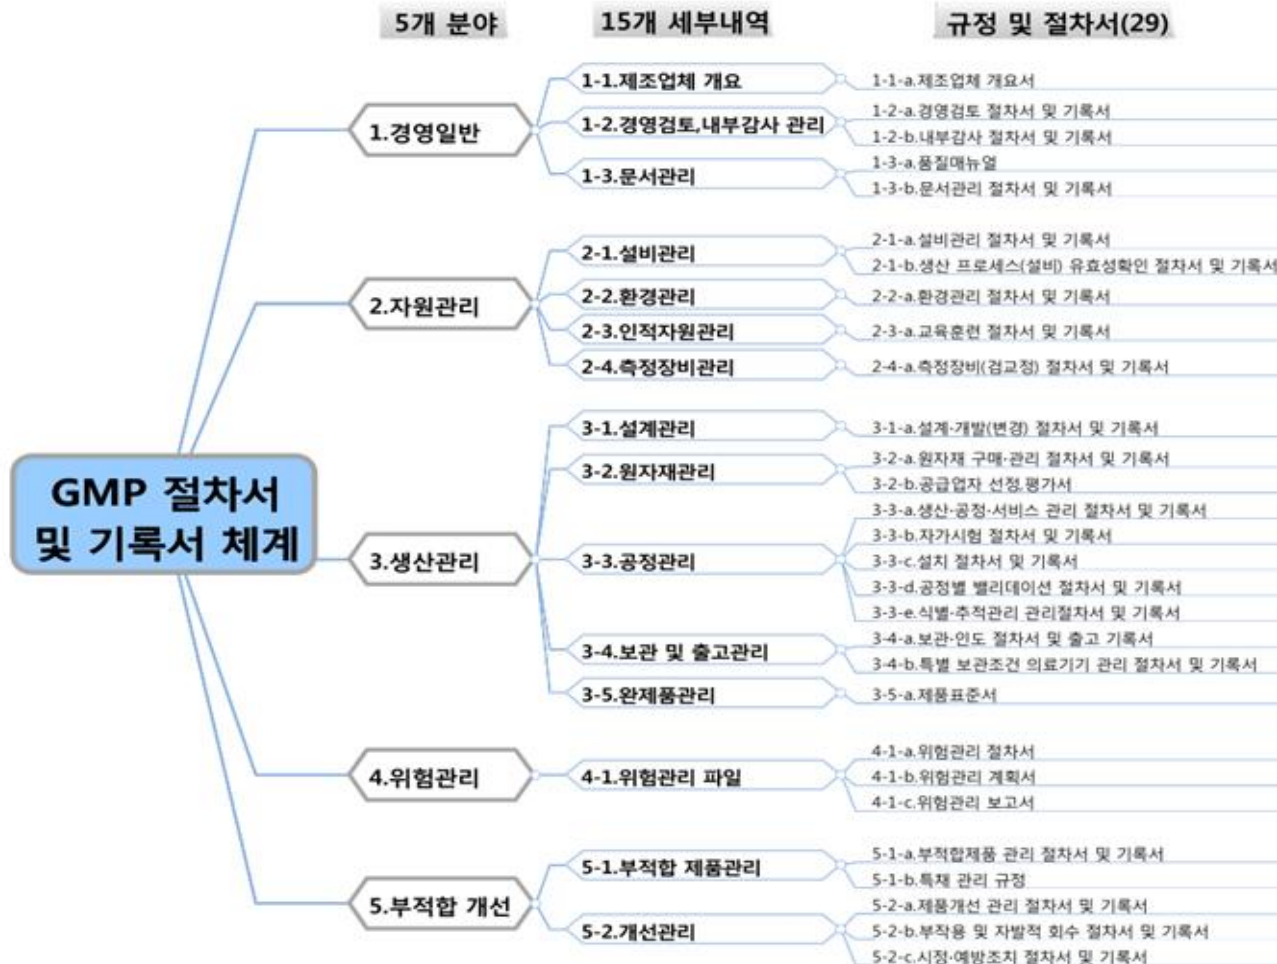 5개 분야
15개 세부내역
규정 및 절차서(29)
GMP 절차서
및 기록서 체계
1.경영일반
1-1.제조업체 개요
1-1-a.제조업체 개요서
1-2.경영검토,내부감사 관리
1-2-a.경영검토 절차서 및 기록서
1-2-b.내부감사 절차서 및 기록서
1-3.문서관리
1-3-a.품질매뉴얼
1-3-b.문서관리 절차서 및 기록서
2.자원관리
2-1.설비관리
2-1-a.설비관리 절차서 및 기록서
2-1-b.생산 프로세스(설비) 유효성확인 절차서 및 기록서
2-2.환경관리
2-2-a.환경관리 절차서 및 기록서
2-3.인적자원관리
2-3-a.교육훈련 절차서 및 기록서
2-4.측정장비관리
2-4-a.측정장비(검교정) 절차서 및 기록서
3.생산관리
3-1.설계관리
3-1-a.설계·개발(변경) 절차서 및 기록서
3-2.원자재관리
3-2-a.원자재 구매·관리 절차서 및 기록서
3-2-b.공급업자 선정,평가서
3-3.공정관리
3-3-a.생산·공정·서비스 관리 절차서 및 기록서
3-3-b.자가시험 절차서 및 기록서
3-3-c.설치 절차서 및 기록서
3-3-d.공정별 밸리데이션 절차서 및 기록서
3-3-e.식별·추적관리 관리절차서 및 기록서
3-4.보관 및 출고관리
3-4-a.보관·인도 절차서 및 출고 기록서
3-4-b.특별 보관조건 의료기기 관리 절차서 및 기록서
3-5.완제품관리
3-5-a.제품표준서
4.위험관리
4-1.위험관리 파일
4-1-a.위험관리 절차서
4-1-b.위험관리 계획서
4-1-c.위험관리 보고서
5.부적합 개선
5-1.부적합 제품관리
5-1-a.부적합제품 관리 절차서 및 기록서
5-1-b.특채 관리 규정
5-2.개선관리
5-2-a.제품개선 관리 절차서 및 기록서
5-2-b.부작용 및 자발적 회수 절차서 및 기록서
5-2-c.시정·예방조치 절차서 및 기록서